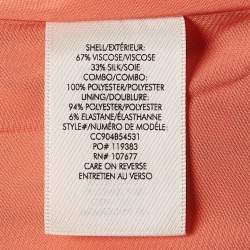 SHELL/EXTÉRIEUR:
67% VISCOSE/VISCOSE
33% SILK/SOIE
COMBO/COMBO:
100% POLYESTER/POLYESTER
LINING/DOUBLURE:
94% POLYESTER/POLYESTER
6% ELASTANE/ÉLASTHANNE
STYLE#/NUMÉRO DE MODÈLE:
CC904B54531
PO# 119383
RN# 107677
CARE ON REVERSE
ENTRETIEN AU VERSO